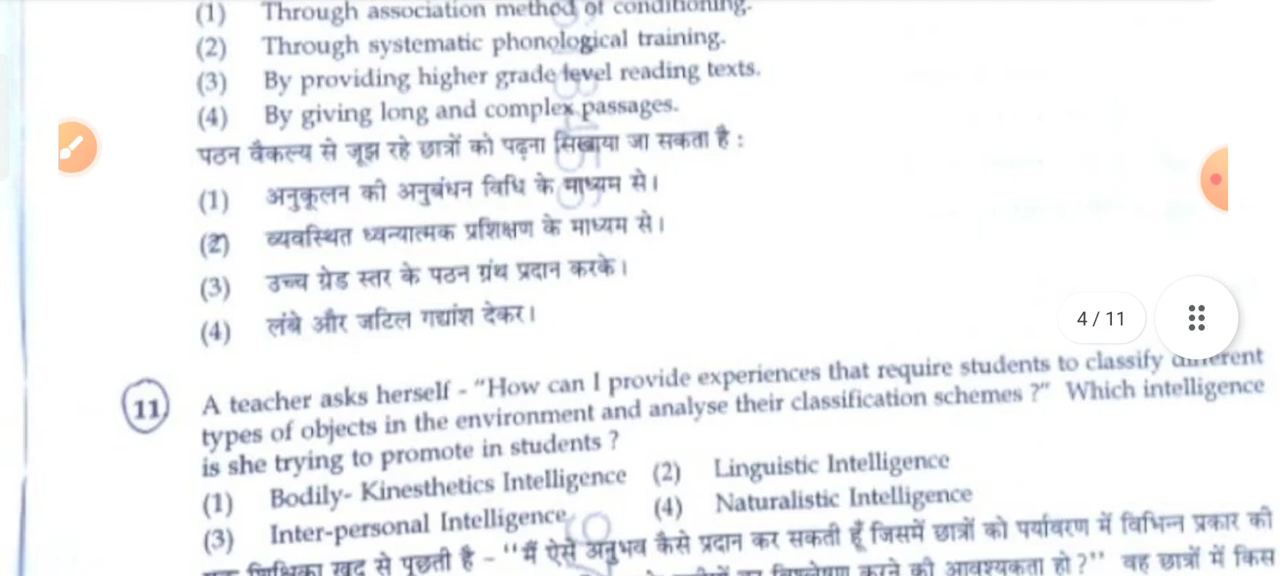 (1) Through association method of conditioning.
(2) Through systematic phonological training.
(3) By providing higher grade level reading texts.
(4) By giving long and complex passages.
पठन वैकल्य से जूझ रहे छात्रों को पढ़ना सिखाया जा सकता है :
(1) अनुकूलन की अनुबंधन विधि के माध्यम से।
(2) व्यवस्थित ध्वन्यात्मक प्रशिक्षण के माध्यम से।
(3) उच्च ग्रेड स्तर के पठन ग्रंथ प्रदान करके।
(4) लंबे और जटिल गद्यांश देकर।
4 / 11
11 A teacher asks herself - "How can I provide experiences that require students to classify different
types of objects in the environment and analyse their classification schemes ?" Which intelligence
is she trying to promote in students ?
(1) Bodily- Kinesthetics Intelligence (2) Linguistic Intelligence
(3) Inter-personal Intelligence (4) Naturalistic Intelligence
शिक्षिका खुद से पूछती है - "मैं ऐसे अनुभव कैसे प्रदान कर सकती हूँ जिसमें छात्रों को पर्यावरण में विभिन्न प्रकार की
विश्लेषण करने की आवश्यकता हो ?" वह छात्रों में किस